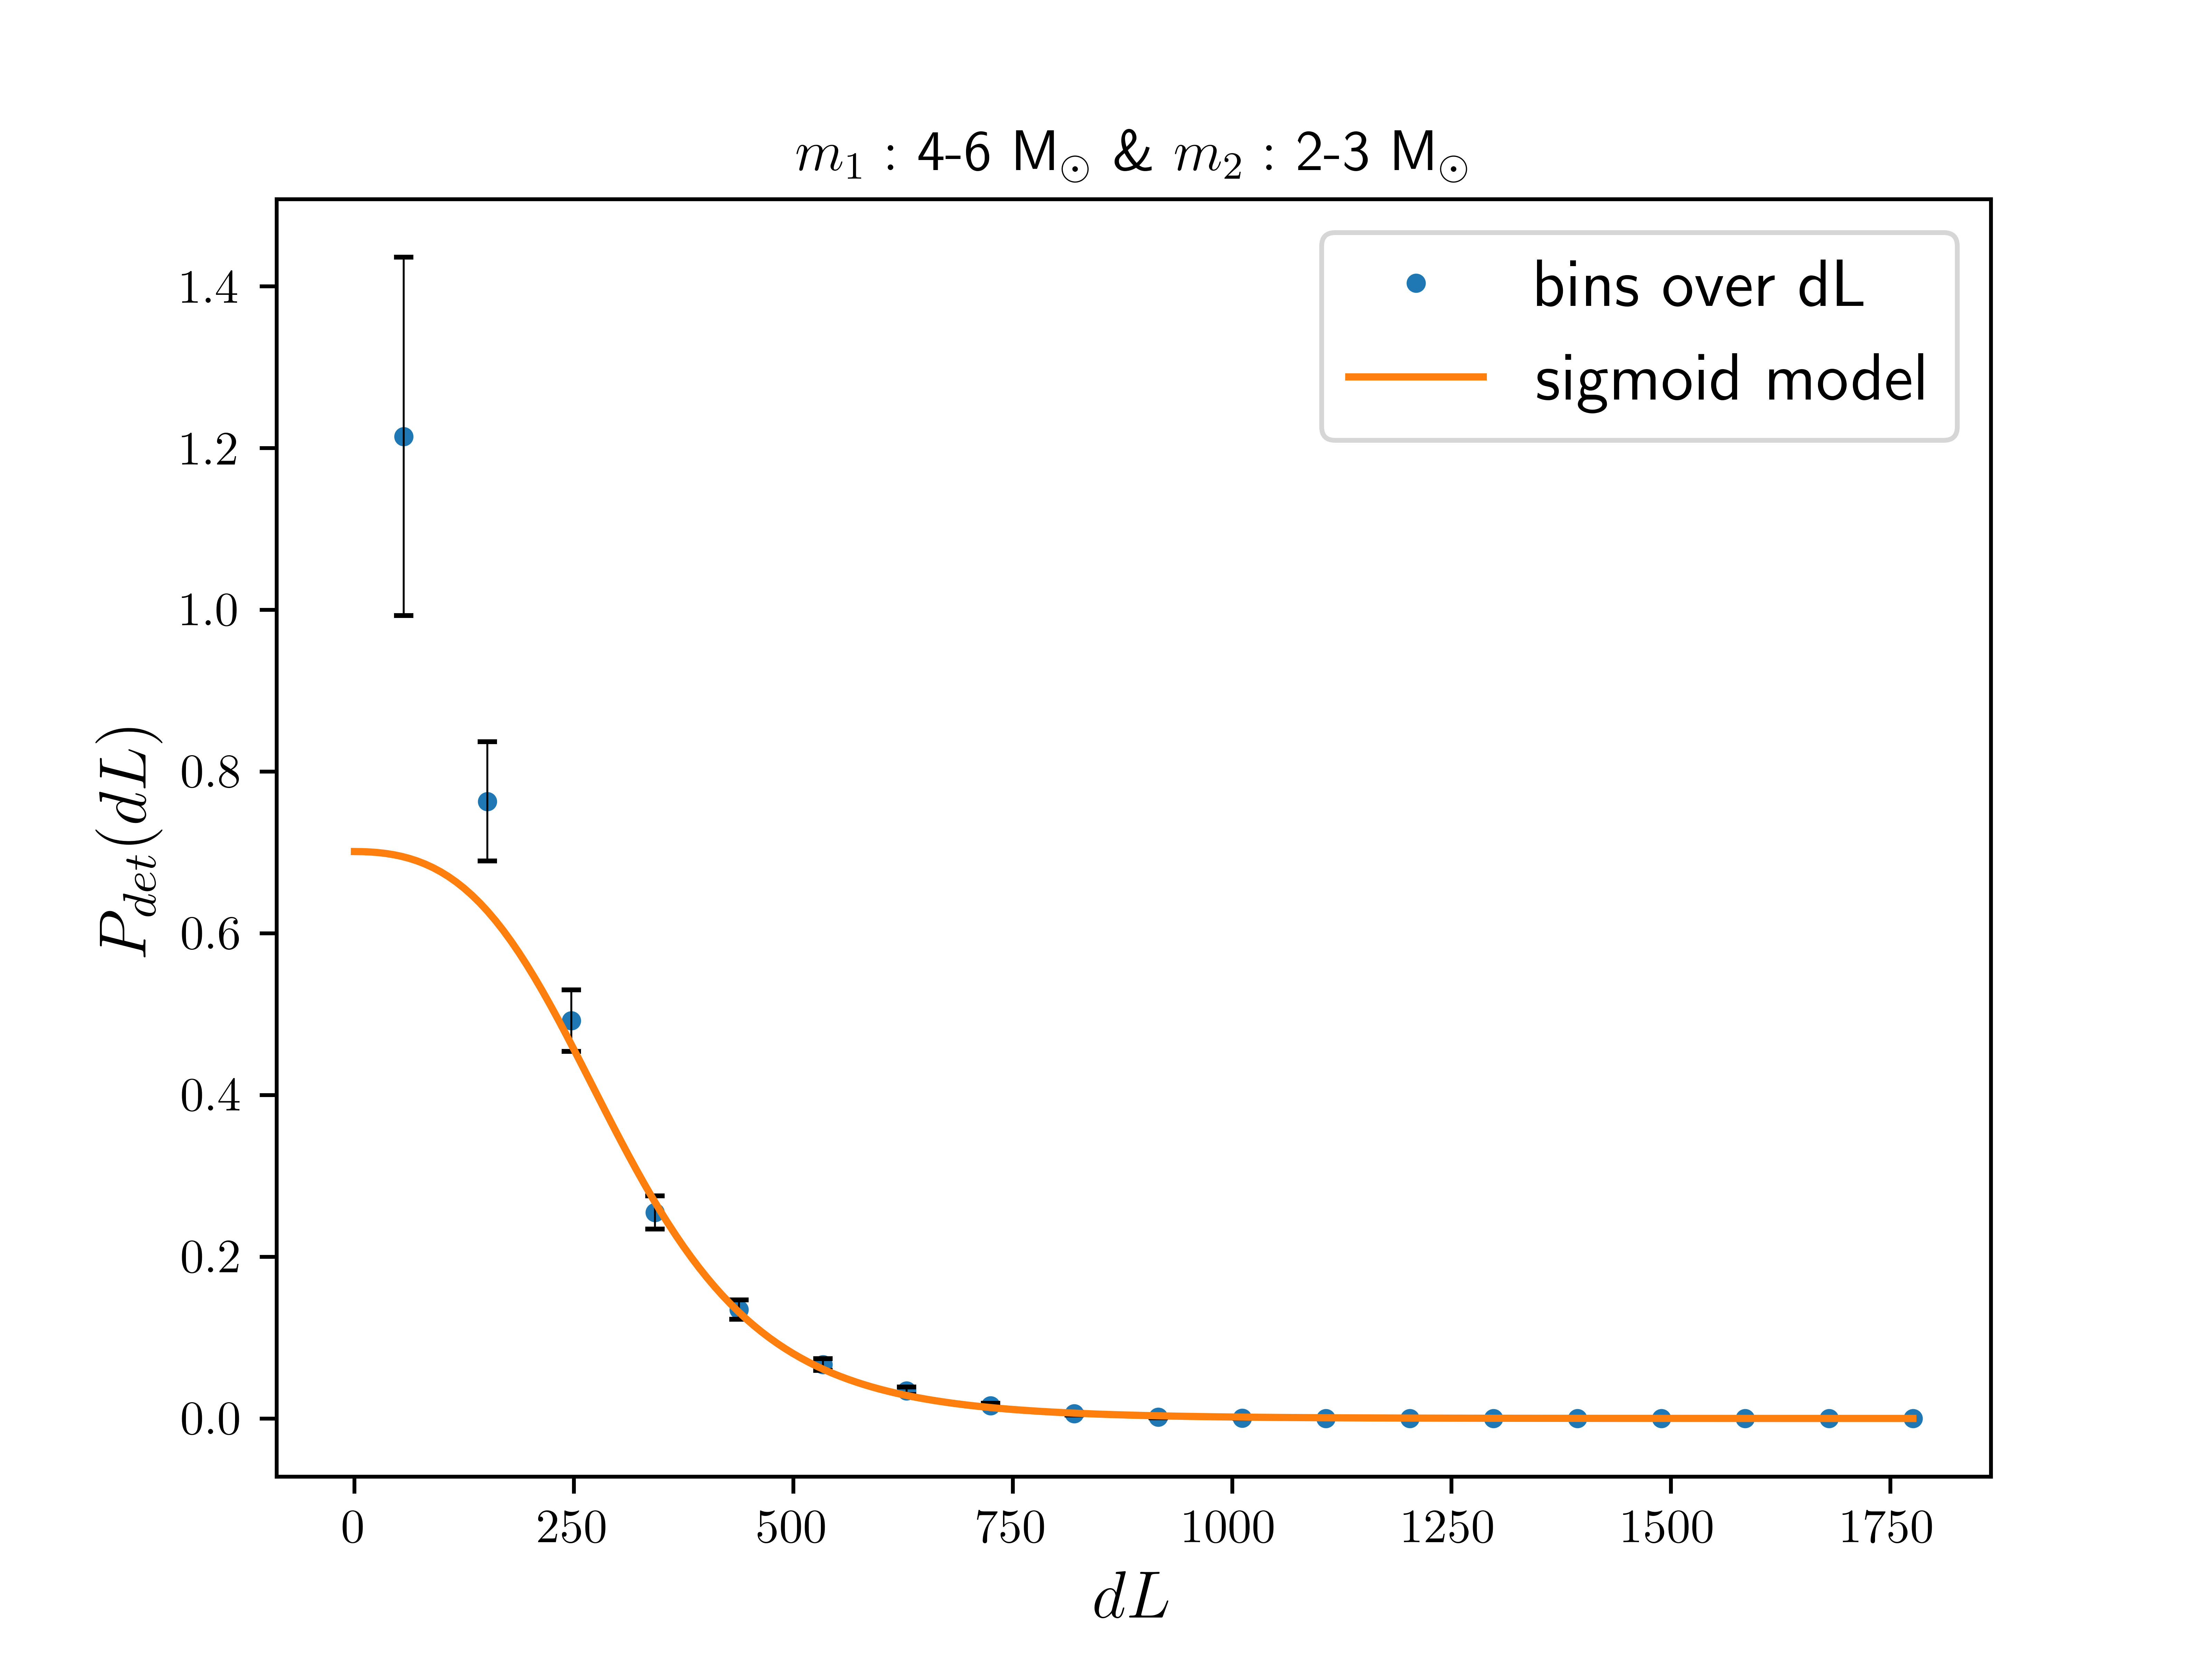 m₁ : 4-6 M⊙ & m₂ : 2-3 M⊙
bins over dL
sigmoid model
1.4
1.2
1.0
0.8
0.6
0.4
0.2
0.0
P_det(dL)
0 250 500 750 1000 1250 1500 1750
dL